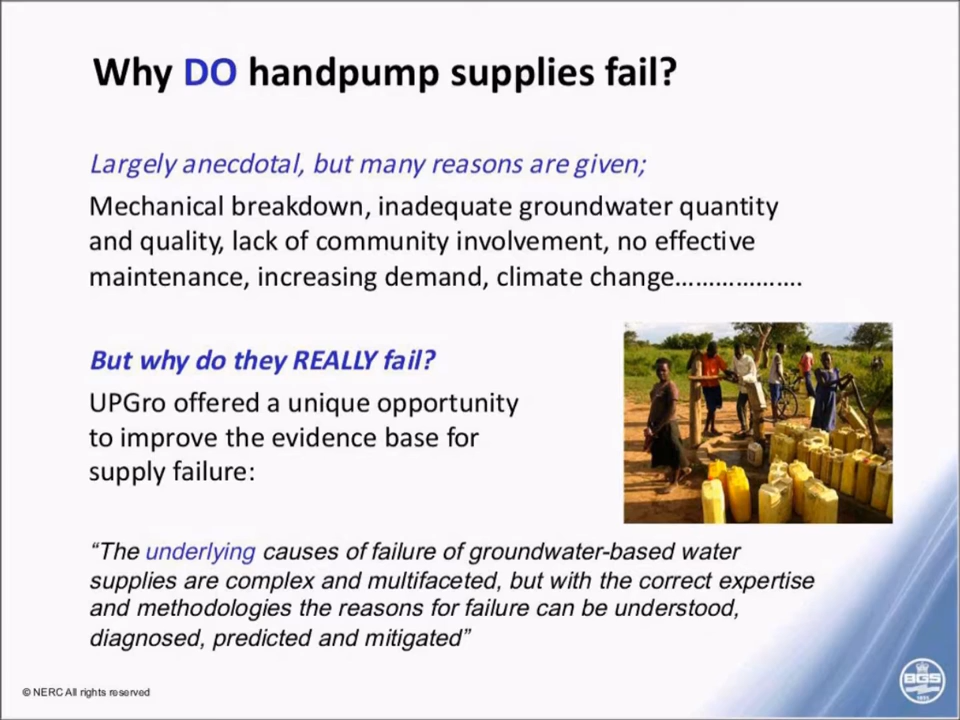 Why DO handpump supplies fail?
Largely anecdotal, but many reasons are given;
Mechanical breakdown, inadequate groundwater quantity
and quality, lack of community involvement, no effective
maintenance, increasing demand, climate change……………….
But why do they REALLY fail?
UPGro offered a unique opportunity
to improve the evidence base for
supply failure:
“The underlying causes of failure of groundwater-based water
supplies are complex and multifaceted, but with the correct expertise
and methodologies the reasons for failure can be understood,
diagnosed, predicted and mitigated”
© NERC All rights reserved
BGS